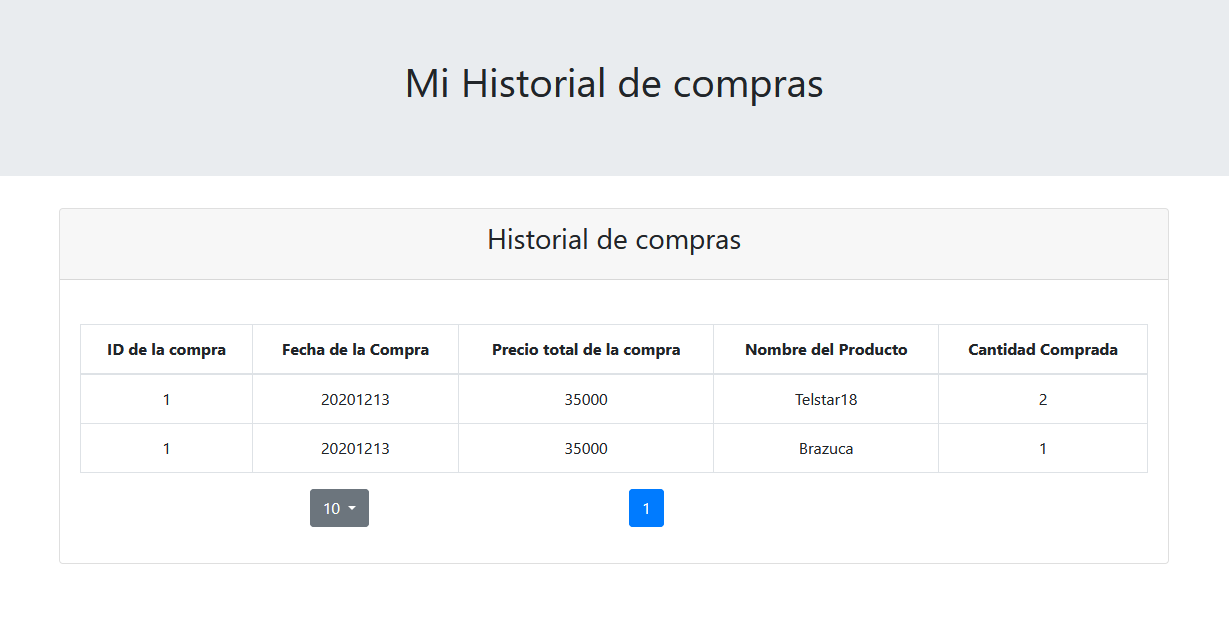 Mi Historial de compras
Historial de compras
ID de la compra Fecha de la Compra Precio total de la compra Nombre del Producto Cantidad Comprada
1 20201213 35000 Telstar18 2
1 20201213 35000 Brazuca 1
10 1